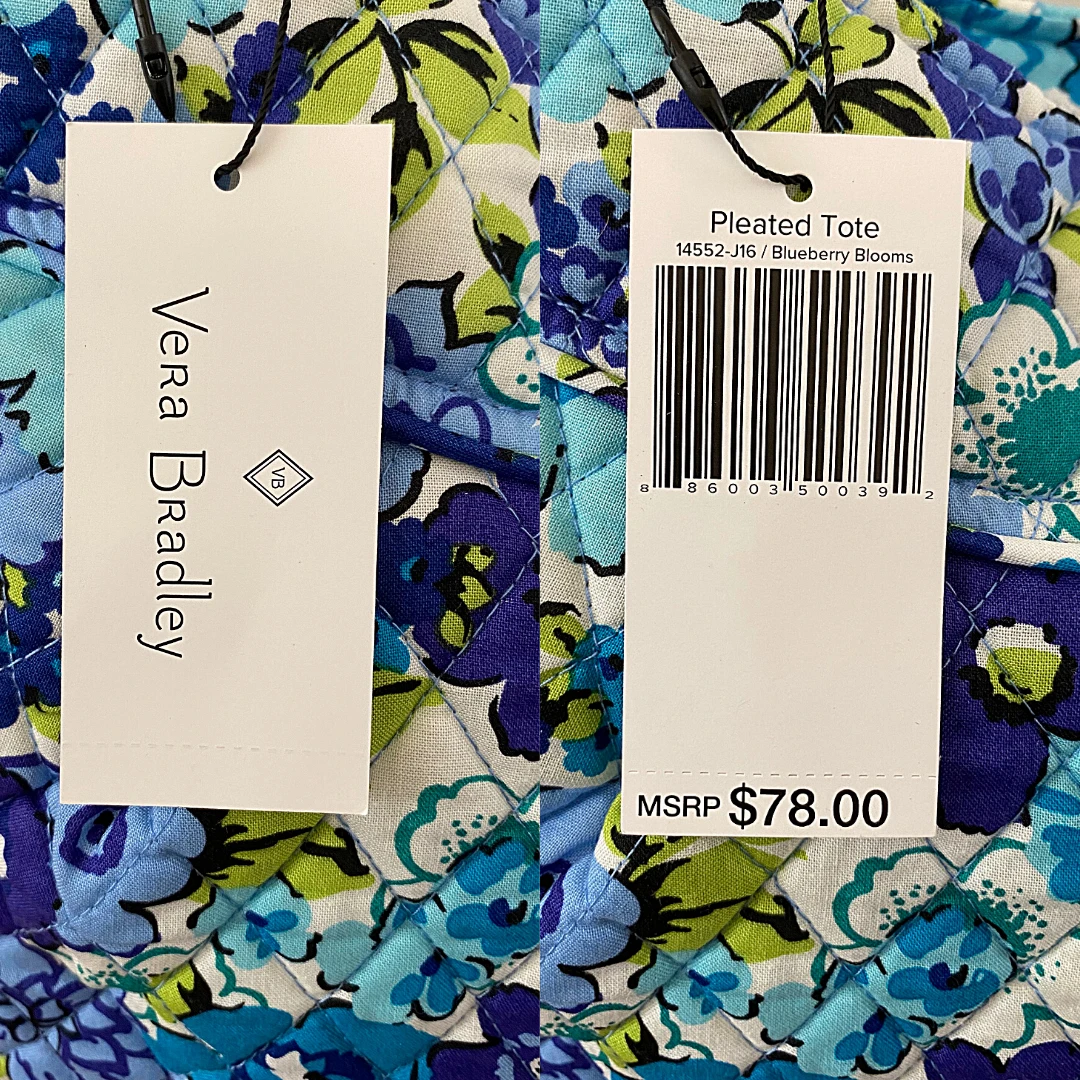 Vera Bradley
VB
Pleated Tote
14552-J16 / Blueberry Blooms
8 86003 50039 2
MSRP $78.00